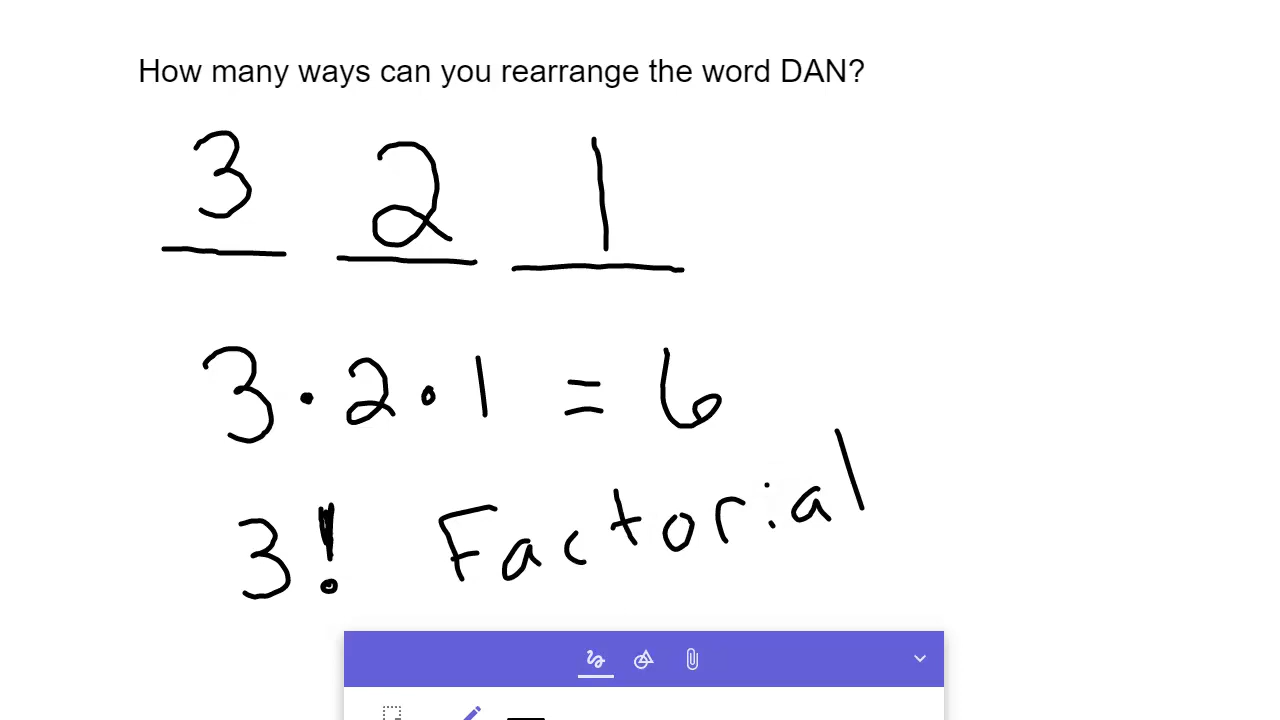 How many ways can you rearrange the word DAN?
3 2 1
3 · 2 · 1 = 6
3! Factorial